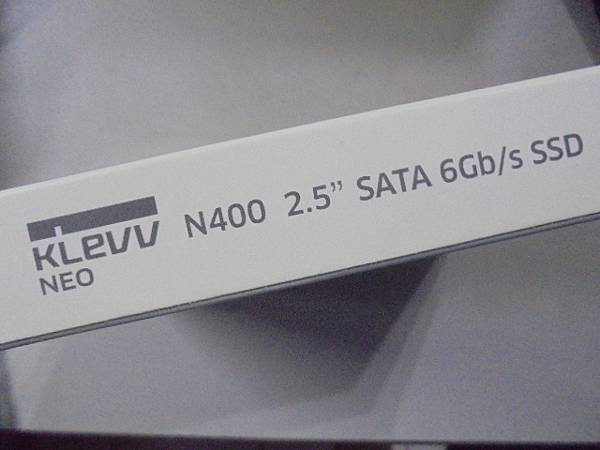 KLEVV
NEO
N400 2.5” SATA 6Gb/s SSD